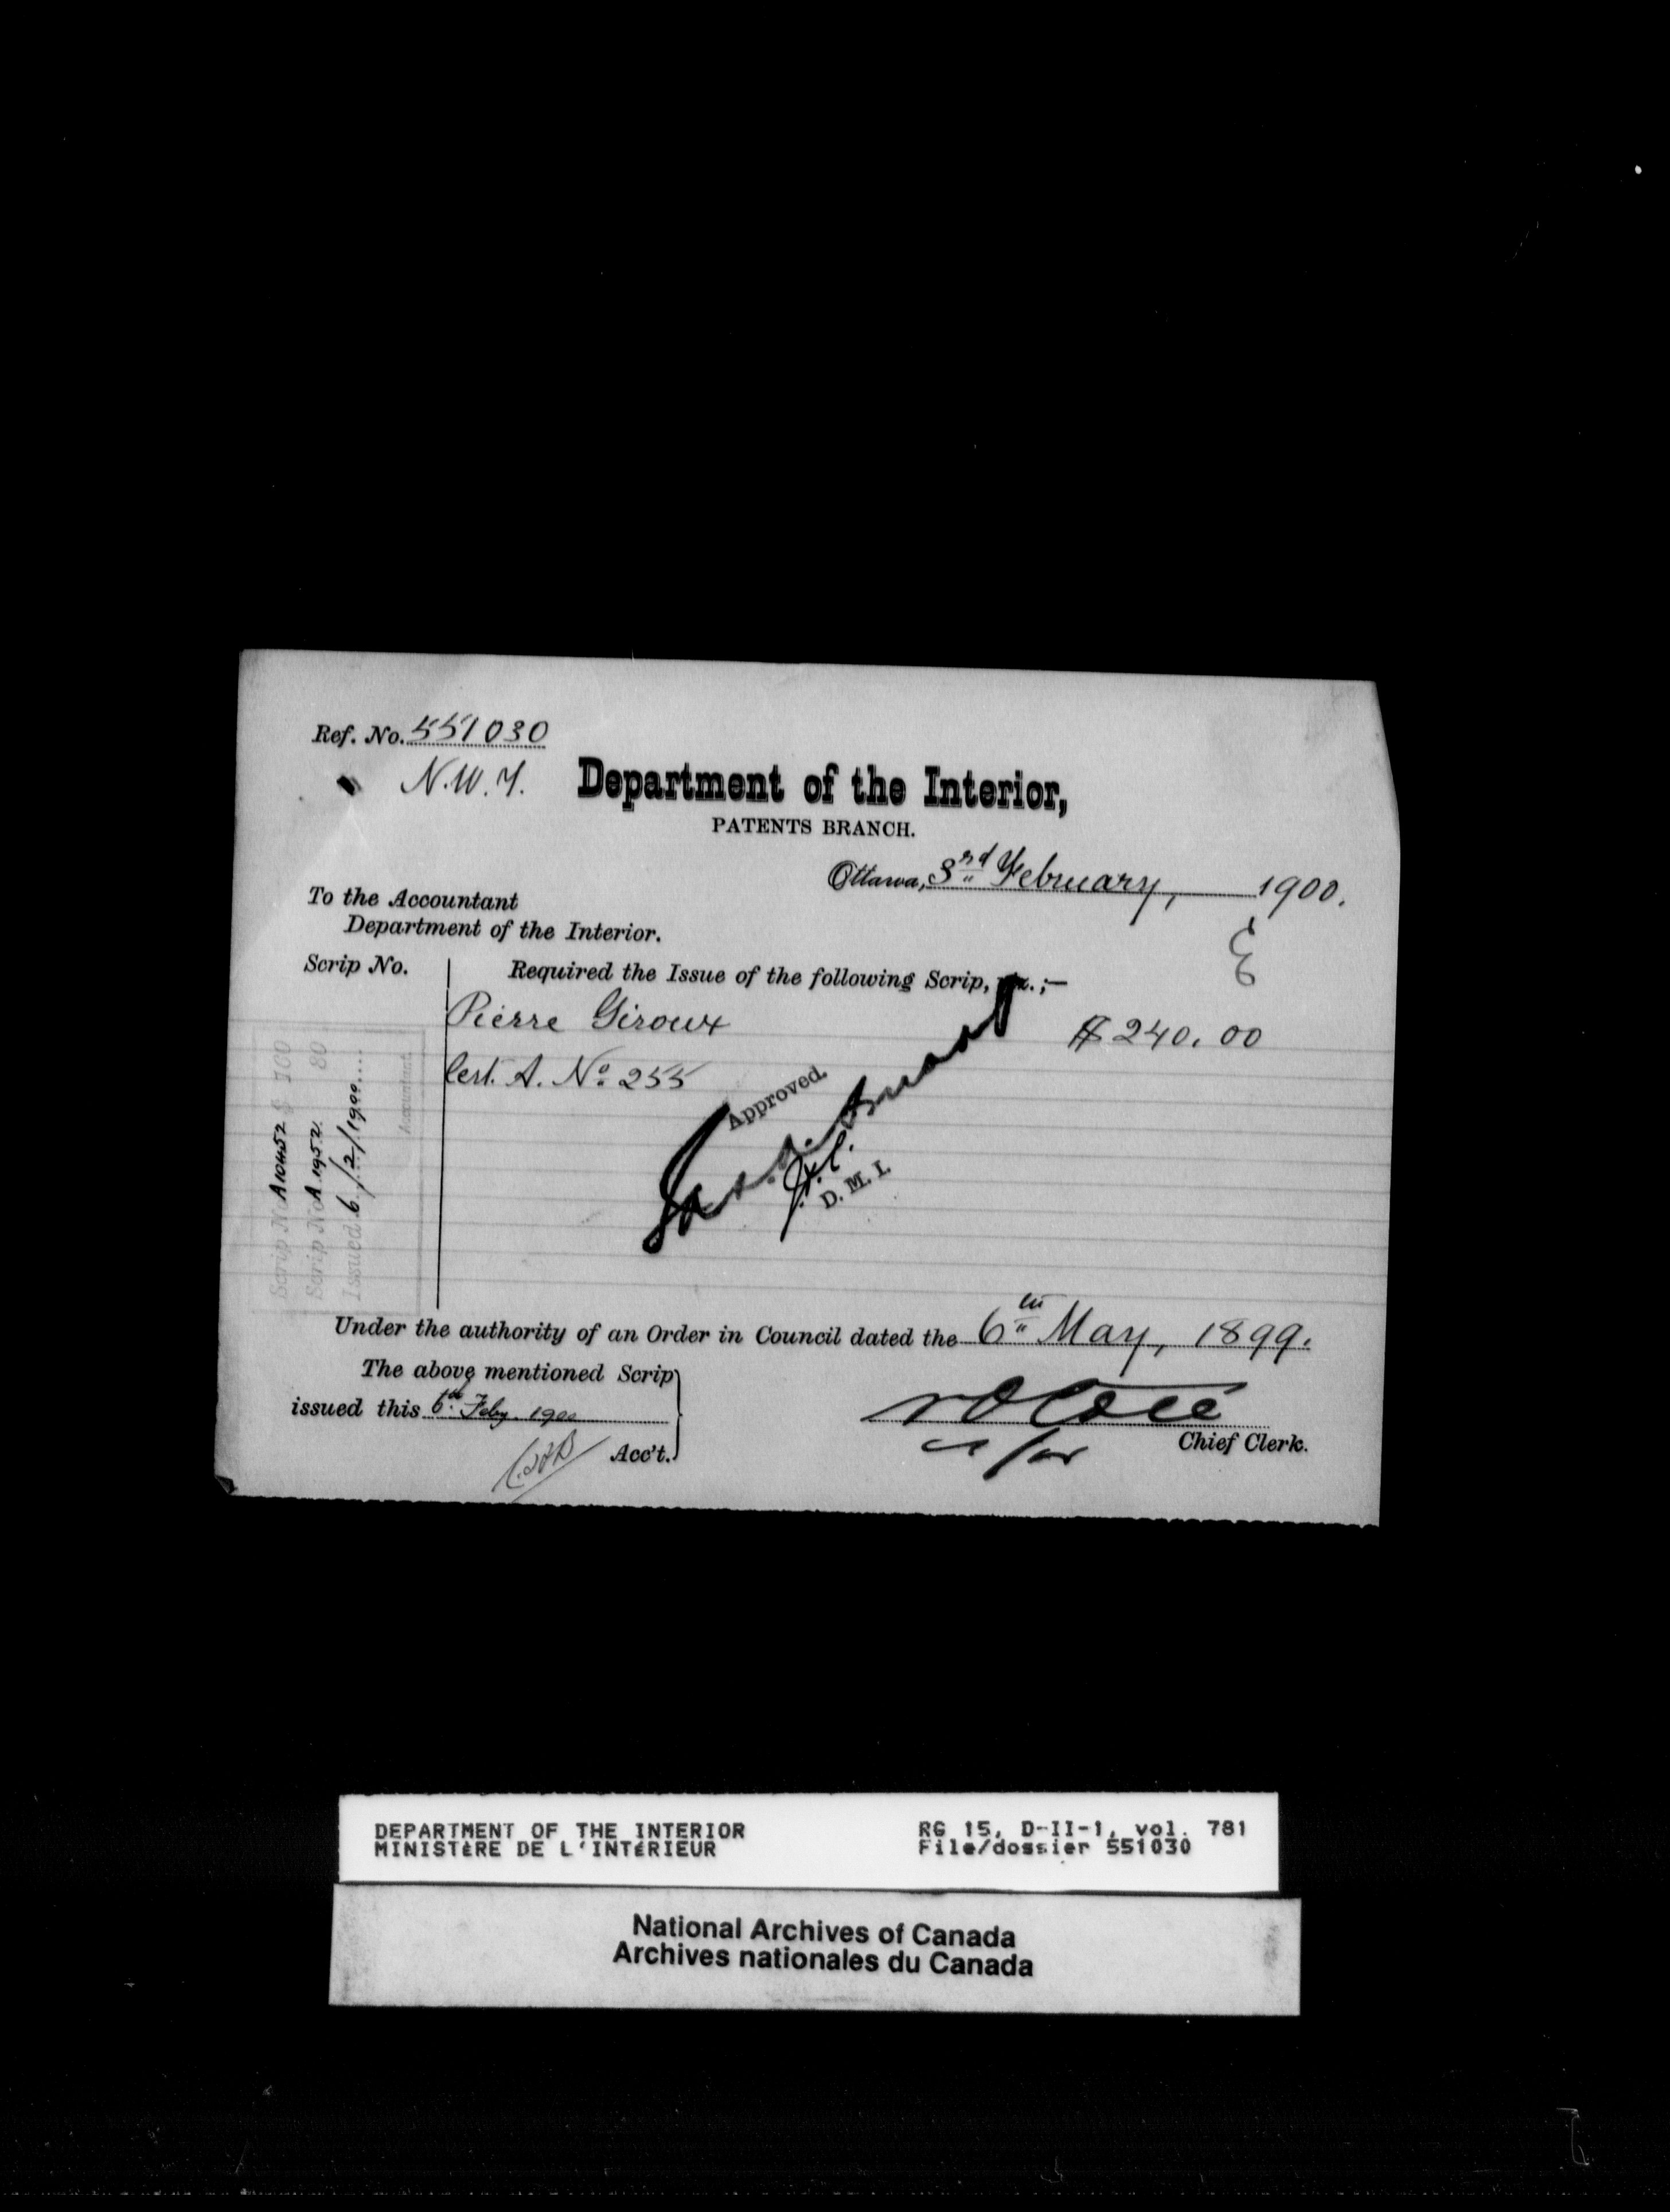 Ref. No. 551030
N.W.T.
Department of the Interior,
PATENTS BRANCH.
Ottawa, 3rd February, 1900.
To the Accountant
Department of the Interior.
Scrip No.
Required the Issue of the following Scrip, viz.;—
Pierre Giroux $240.00
Cert. A. No. 255
Approved.
D. M. I.
Scrip No A10452 $ 160
Scrip No A 1952. 80
Issued 6/2/1900....
Accountant
Under the authority of an Order in Council dated the 6th May, 1899.
The above mentioned Scrip
issued this 6th Feby. 1900
Acc't.
Chief Clerk.
DEPARTMENT OF THE INTERIOR
MINISTÈRE DE L'INTÉRIEUR
RG 15, D-II-1, vol. 781
File/dossier 551030
National Archives of Canada
Archives nationales du Canada